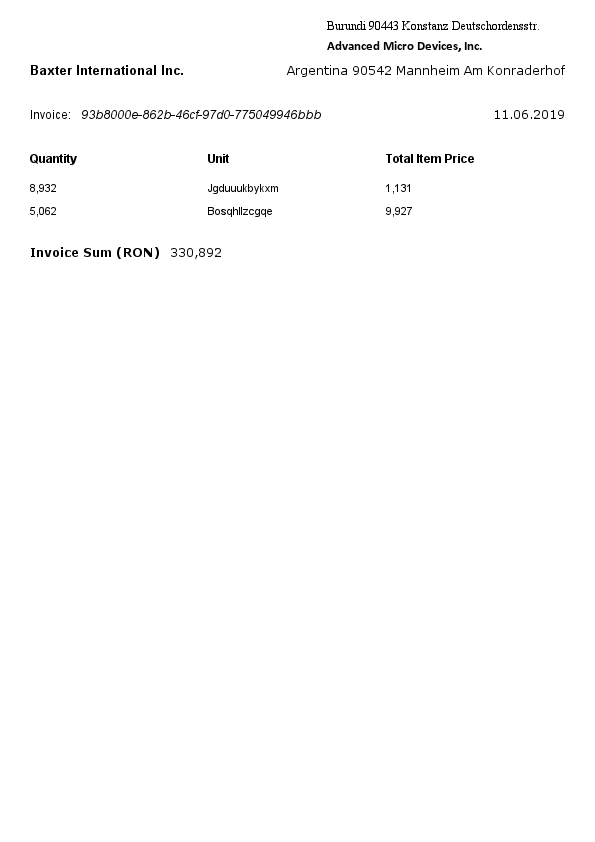 Burundi 90443 Konstanz Deutschordensstr.
Advanced Micro Devices, Inc.
Baxter International Inc. Argentina 90542 Mannheim Am Konraderhof
Invoice: 93b8000e-862b-46cf-97d0-775049946bbb 11.06.2019
Quantity Unit Total Item Price
8,932 Jgduuukbykxm 1,131
5,062 Bosqhllzcgqe 9,927
Invoice Sum (RON) 330,892